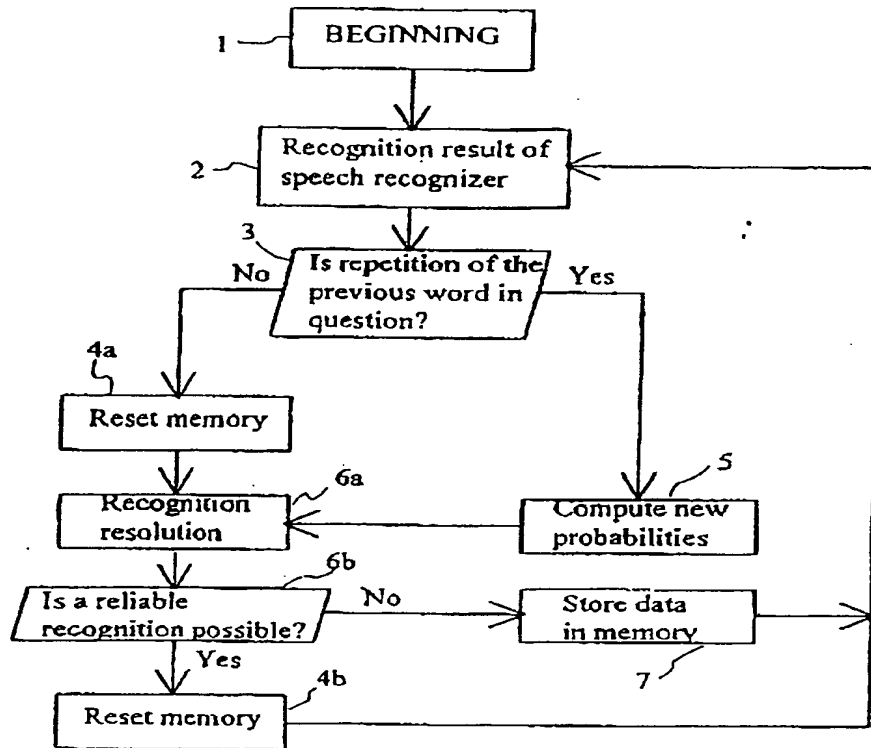 1
BEGINNING
2
Recognition result of
speech recognizer
3
No
Is repetition of the
previous word in
question?
Yes
4a
Reset memory
5
6a
Recognition
resolution
Compute new
probabilities
6b
Is a reliable
recognition possible?
No
Store data
in memory
7
Yes
4b
Reset memory